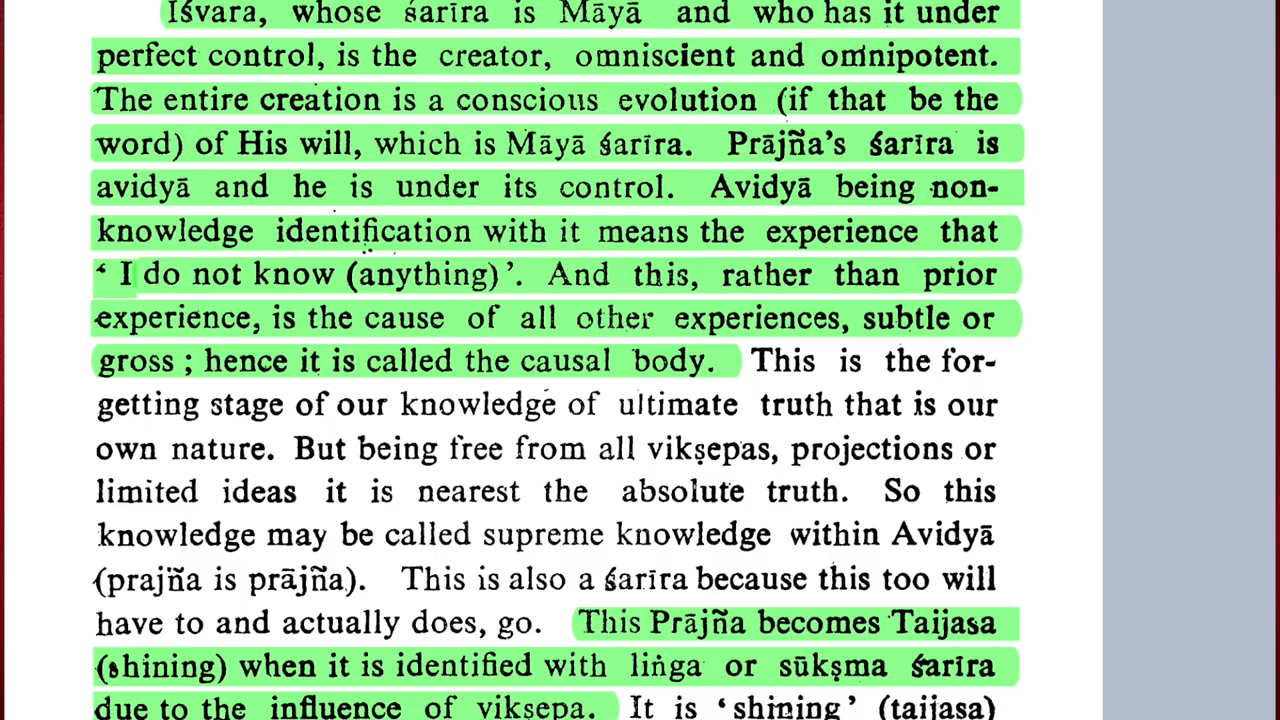 Iśvara, whose śarīra is Māyā and who has it under
perfect control, is the creator, omniscient and omnipotent.
The entire creation is a conscious evolution (if that be the
word) of His will, which is Māyā śarīra. Prājña's śarīra is
avidyā and he is under its control. Avidyā being non-
knowledge identification with it means the experience that
‘ I do not know (anything) ’. And this, rather than prior
experience, is the cause of all other experiences, subtle or
gross ; hence it is called the causal body. This is the for-
getting stage of our knowledge of ultimate truth that is our
own nature. But being free from all vikṣepas, projections or
limited ideas it is nearest the absolute truth. So this
knowledge may be called supreme knowledge within Avidyā
(prajña is prājña). This is also a śarīra because this too will
have to and actually does, go. This Prājña becomes Taijasa
(shining) when it is identified with liṅga or sūkṣma śarīra
due to the influence of vikṣepa. It is ‘ shining ’ (taijasa)